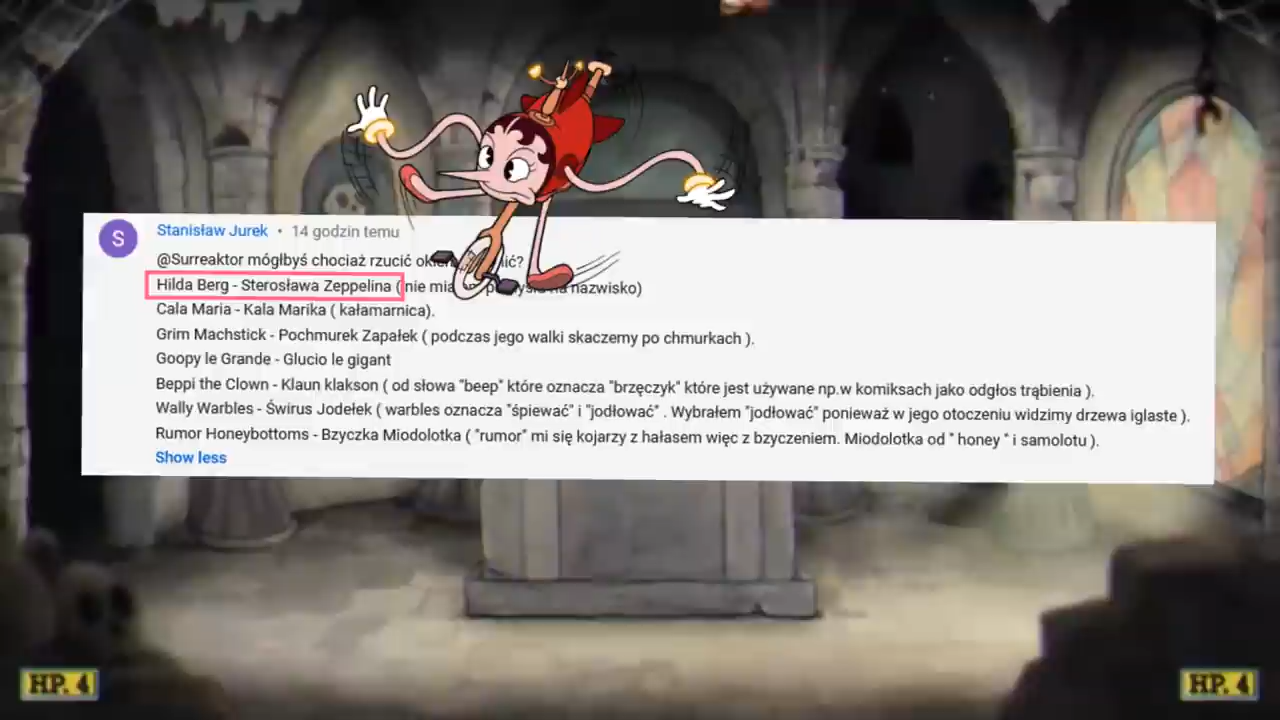 Stanisław Jurek • 14 godzin temu
@Surreaktor mógłbyś chociaż rzucić
Hilda Berg - Sterosława Zeppelina ( nie nazwisko)
Cala Maria - Kala Marika ( kałamarnica).
Grim Machstick - Pochmurek Zapałek ( podczas jego walki skaczemy po chmurkach ).
Goopy le Grande - Glucio le gigant
Beppi the Clown - Klaun klakson ( od słowa "beep" które oznacza "brzęczyk" które jest używane np.w komiksach jako odgłos trąbienia ).
Wally Warbles - Świrus Jodełek ( warbles oznacza "śpiewać" i "jodłować" . Wybrałem "jodłować" ponieważ w jego otoczeniu widzimy drzewa iglaste ).
Rumor Honeybottoms - Bzyczka Miodolotka ( "rumor" mi się kojarzy z hałasem więc z bzyczeniem. Miodolotka od " honey " i samolotu ).
Show less
S
HP. 4
HP. 4